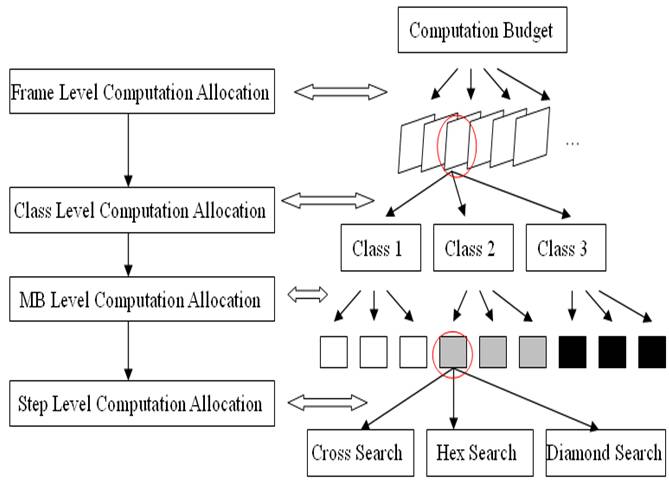 Computation Budget
Frame Level Computation Allocation
...
Class Level Computation Allocation
Class 1
Class 2
Class 3
MB Level Computation Allocation
Step Level Computation Allocation
Cross Search
Hex Search
Diamond Search